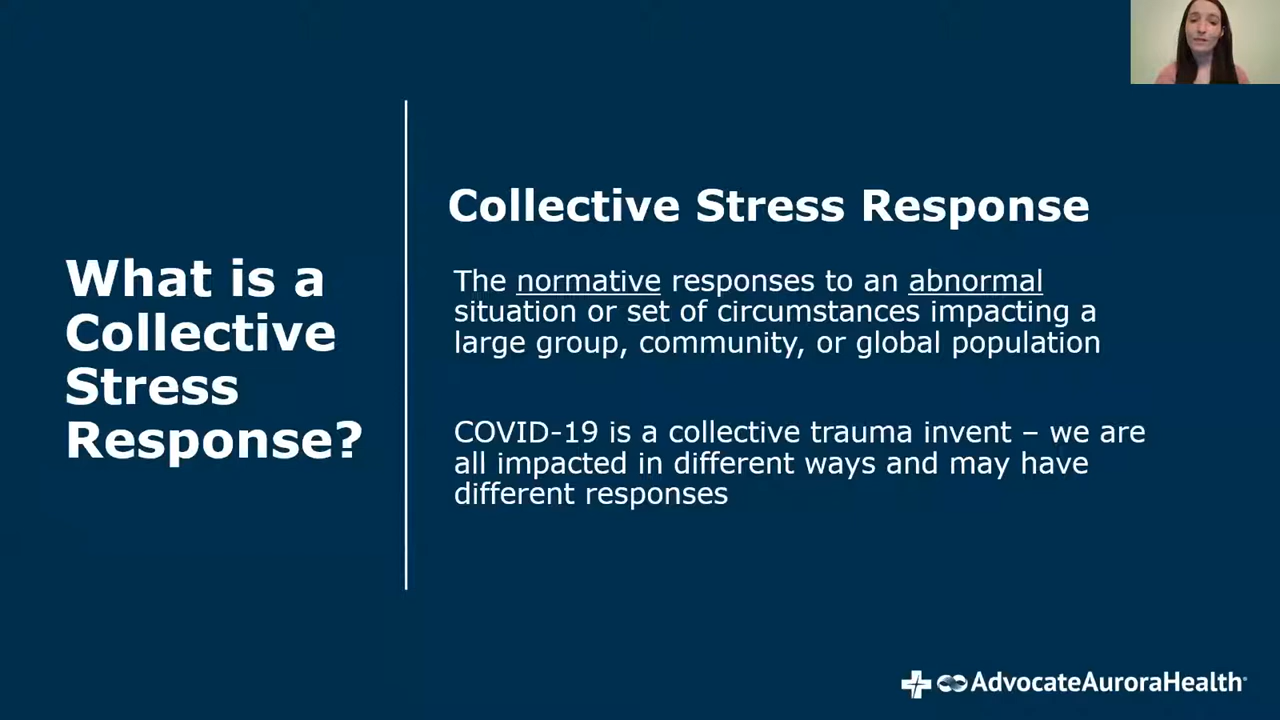 What is a
Collective
Stress
Response?
Collective Stress Response
The normative responses to an abnormal
situation or set of circumstances impacting a
large group, community, or global population
COVID-19 is a collective trauma invent – we are
all impacted in different ways and may have
different responses
AdvocateAuroraHealth